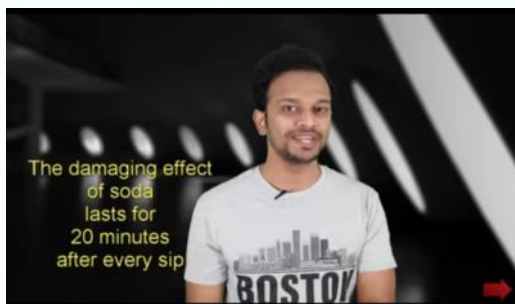 The damaging effect
of soda
lasts for
20 minutes
after every sip
BOSTON